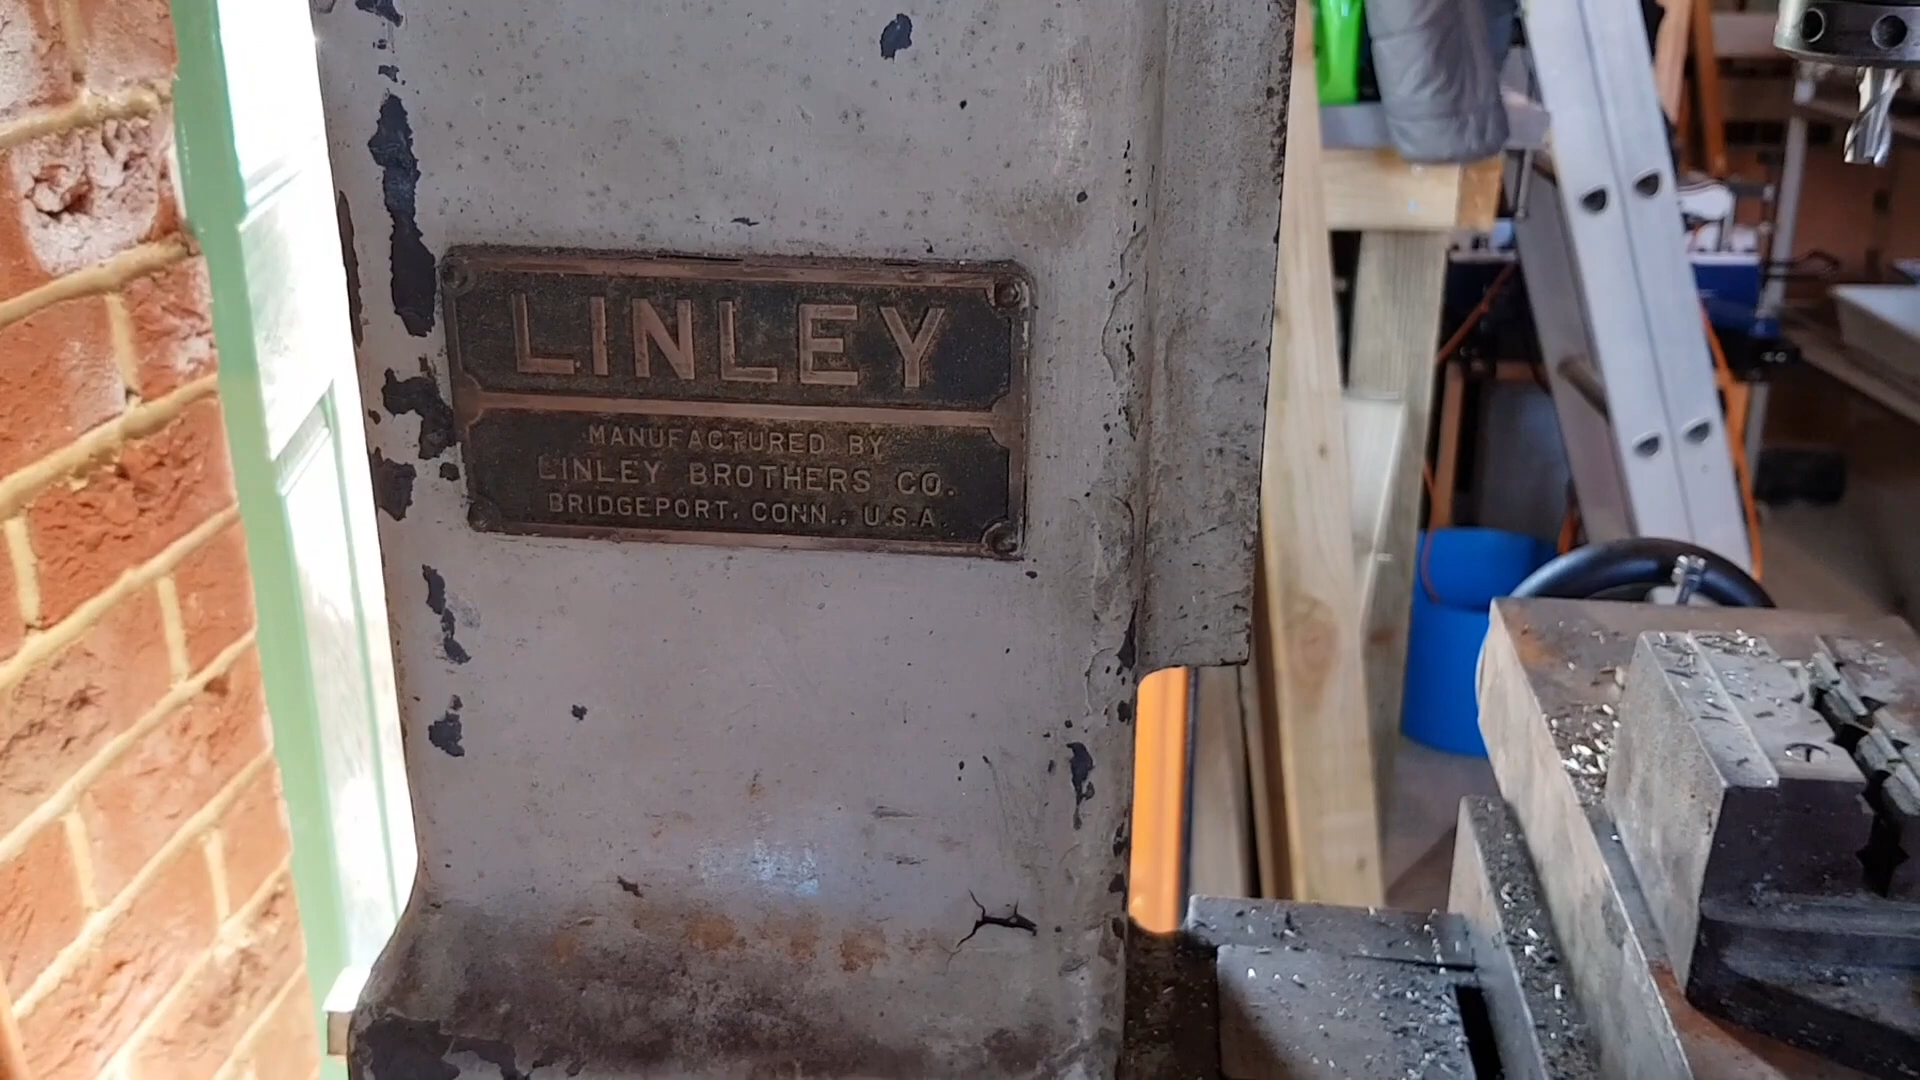 LINLEY
MANUFACTURED BY
LINLEY BROTHERS CO.
BRIDGEPORT, CONN., U.S.A.